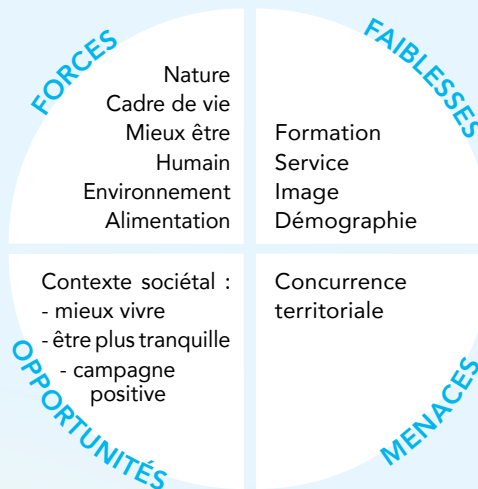 FORCES
Nature
Cadre de vie
Mieux être
Humain
Environnement
Alimentation
FAIBLESSES
Formation
Service
Image
Démographie
Contexte sociétal :
- mieux vivre
- être plus tranquille
- campagne
positive
OPPORTUNITÉS
Concurrence
territoriale
MENACES